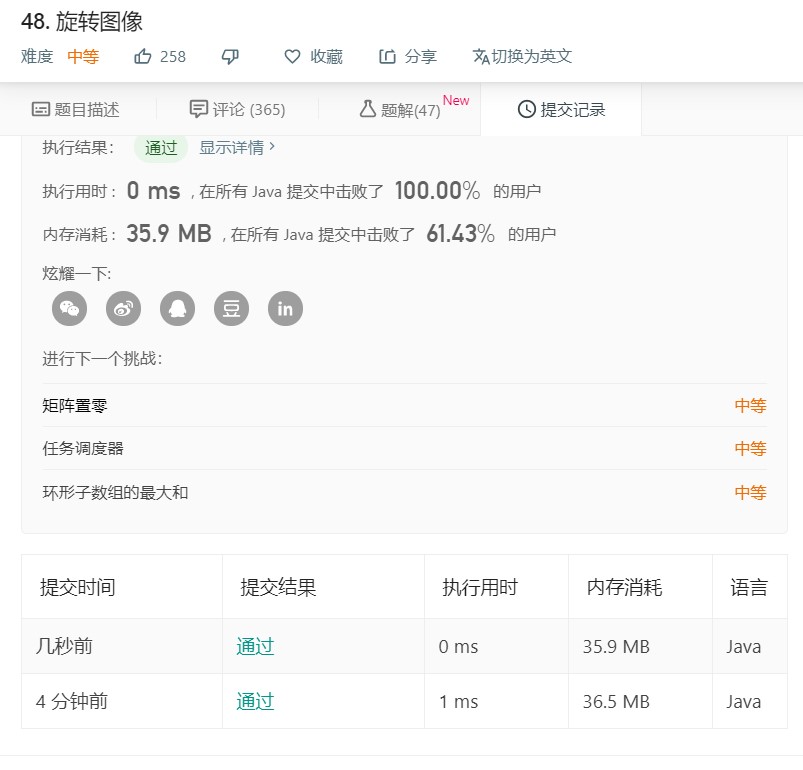 48. 旋转图像
难度 中等 258 收藏 分享 切换为英文
题目描述 评论 (365) 题解(47) New 提交记录
执行结果： 通过 显示详情 ›
执行用时 : 0 ms , 在所有 Java 提交中击败了 100.00% 的用户
内存消耗 : 35.9 MB , 在所有 Java 提交中击败了 61.43% 的用户
炫耀一下:
豆 in
进行下一个挑战：
矩阵置零 中等
任务调度器 中等
环形子数组的最大和 中等
提交时间 提交结果 执行用时 内存消耗 语言
几秒前 通过 0 ms 35.9 MB Java
4 分钟前 通过 1 ms 36.5 MB Java